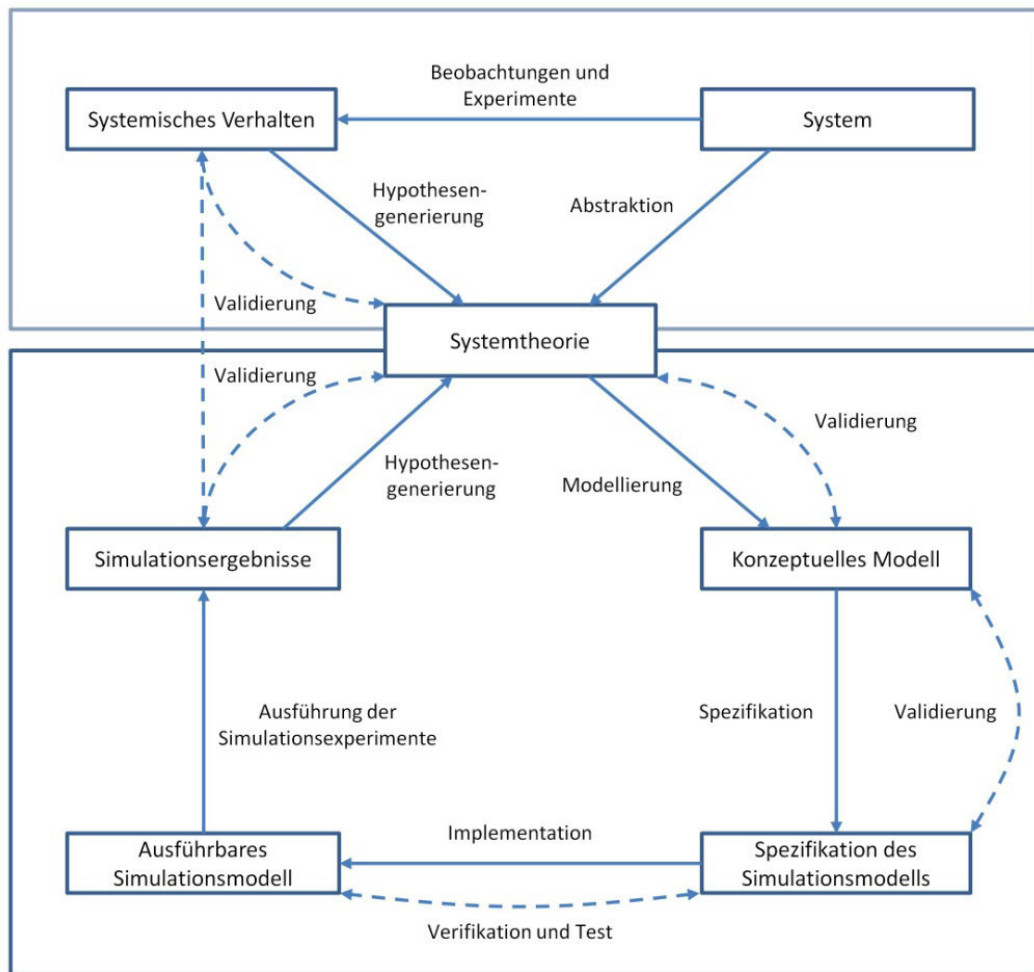 Beobachtungen und
Experimente
Systemisches Verhalten
System
Hypothesen-
generierung
Abstraktion
Validierung
Systemtheorie
Validierung
Validierung
Hypothesen-
generierung
Modellierung
Simulationsergebnisse
Konzeptuelles Modell
Ausführung der
Simulationsexperimente
Spezifikation
Validierung
Implementation
Ausführbares
Simulationsmodell
Spezifikation des
Simulationsmodells
Verifikation und Test